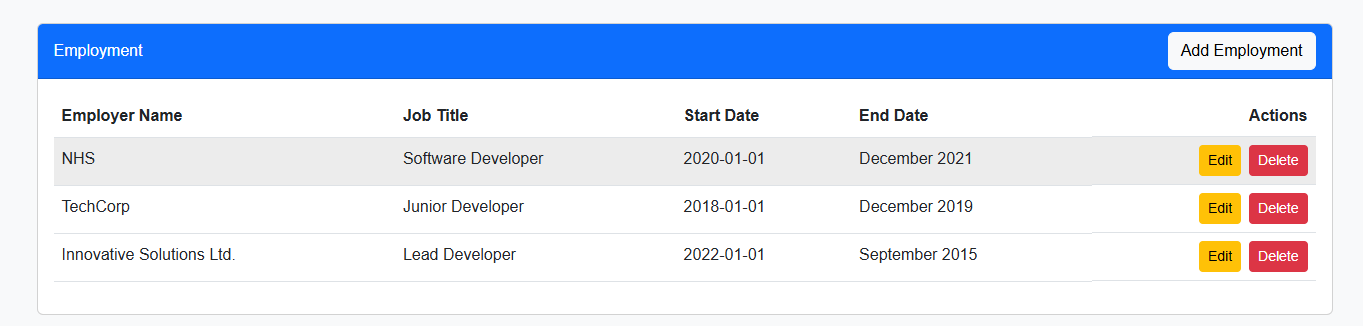 Employment Add Employment
Employer Name Job Title Start Date End Date Actions
NHS Software Developer 2020-01-01 December 2021 Edit Delete
TechCorp Junior Developer 2018-01-01 December 2019 Edit Delete
Innovative Solutions Ltd. Lead Developer 2022-01-01 September 2015 Edit Delete